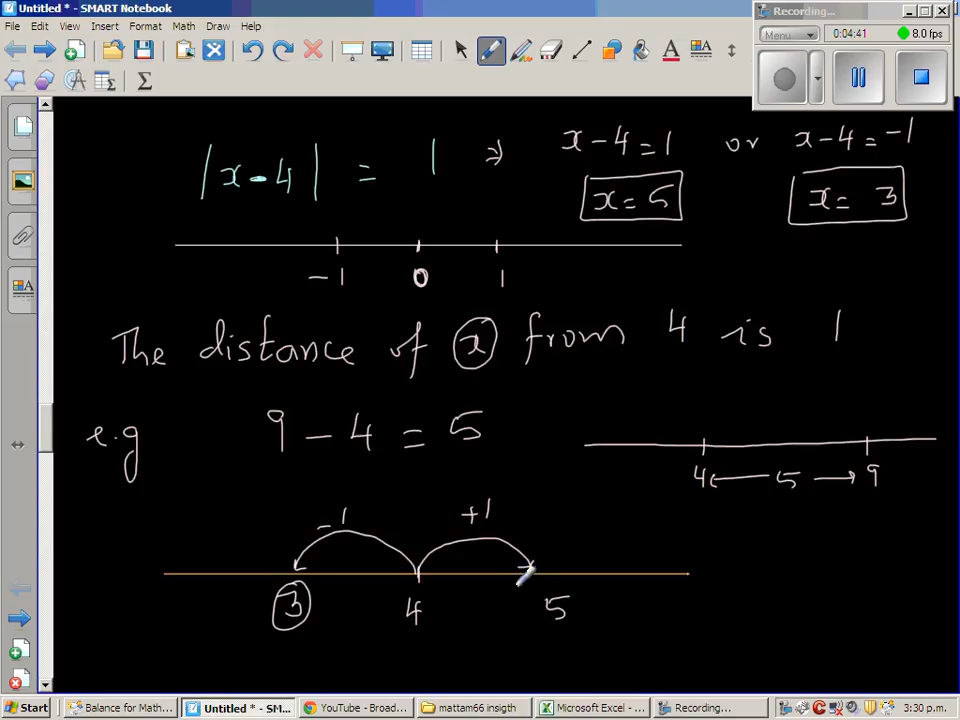 Untitled * - SMART Notebook
Recording...
File Edit View Insert Format Math Draw Help
Menu 0:04:41 8.0 fps
|x-4| = 1 ⇒ x-4=1 or x-4=-1
x=5 x=3
-1 0 1
The distance of x from 4 is 1
e.g 9-4=5
4 5 9
-1 +1
3 4 5
Start Balance for Math... Untitled * - SM... YouTube - Broad... mattam66 insigth Microsoft Excel - ... Recording... 3:30 p.m.